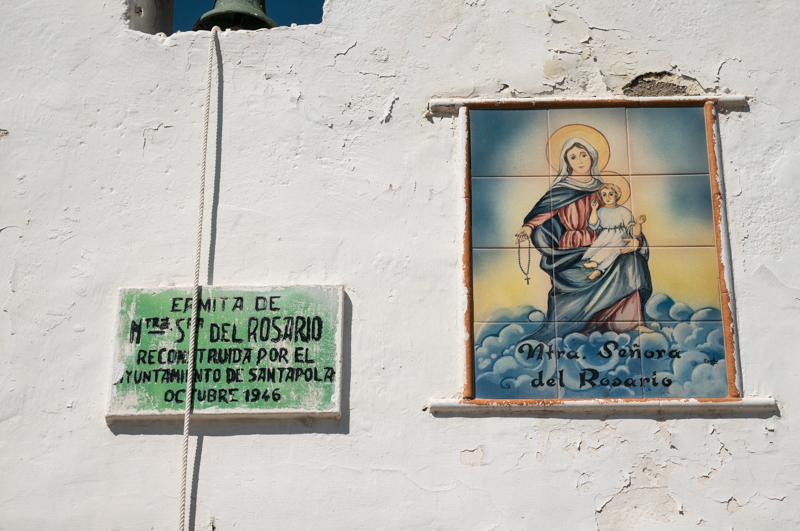 ERMITA DE
NTRA. SRA DEL ROSARIO
RECONSTRUIDA POR EL
AYUNTAMIENTO DE SANTAPOLA
OCTUBRE 1946
Ntra. Señora
del Rosario